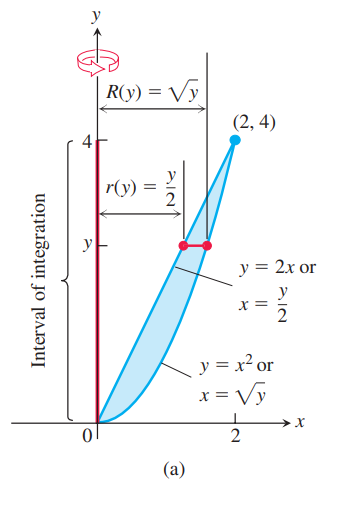 y
R(y) = √y
(2, 4)
4
r(y) = y/2
y
Interval of integration
y = 2x or
x = y/2
y = x² or
x = √y
0
2
x
(a)